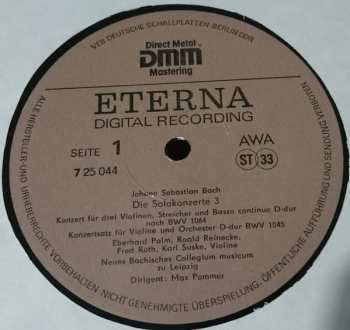 VEB DEUTSCHE SCHALLPLATTEN BERLIN DDR
Direct Metal
DMM
Mastering
ETERNA
DIGITAL RECORDING
SEITE 1
AWA
7 25 044
ST 33
Johann Sebastian Bach
Die Solokonzerte 3
Konzert für drei Violinen, Streicher und Basso continuo D-dur
nach BWV 1064
Konzertsatz für Violine und Orchester D-dur BWV 1045
Eberhard Palm, Roald Reinecke,
Fred Roth, Karl Suske, Violine
Neues Bachisches Collegium musicum
zu Leipzig
Dirigent: Max Pommer
ALLE HERSTELLER- UND URHEBERRECHTE VORBEHALTEN · NICHT GENEHMIGTE ÜBERSPIELUNG, ÖFFENTLICHE AUFFÜHRUNG UND SENDUNG VERBOTEN